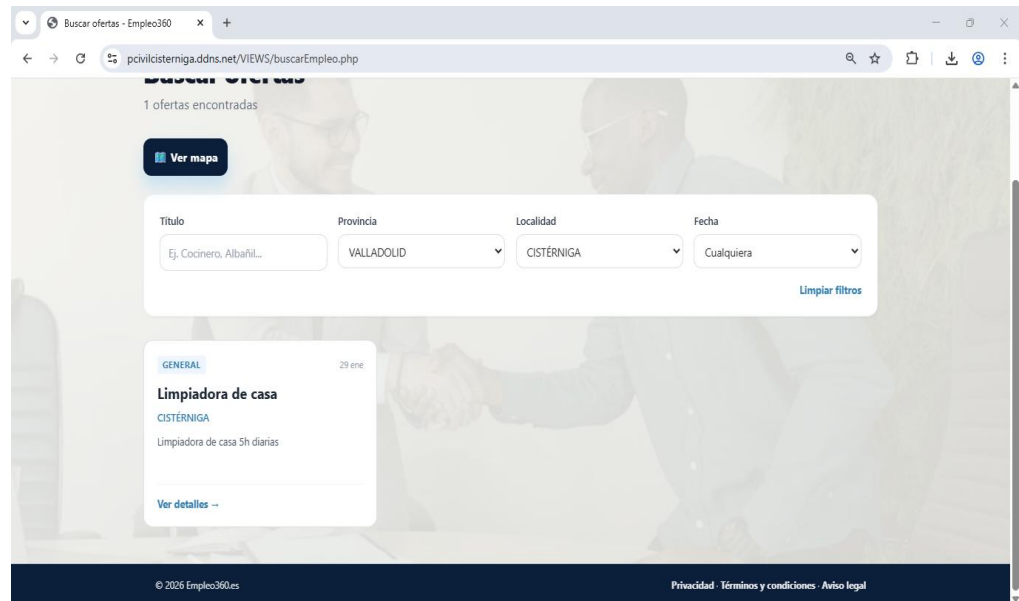 Buscar ofertas - Empleo360
pcivilcisterniga.ddns.net/VIEWS/buscarEmpleo.php
Buscar Ofertas
1 ofertas encontradas
Ver mapa
Título Provincia Localidad Fecha
Ej. Cocinero, Albañil... VALLADOLID CISTÉRNIGA Cualquiera
Limpiar filtros
GENERAL 29 ene
Limpiadora de casa
CISTÉRNIGA
Limpiadora de casa 5h diarias
Ver detalles →
© 2026 Empleo360.es Privacidad · Términos y condiciones · Aviso legal